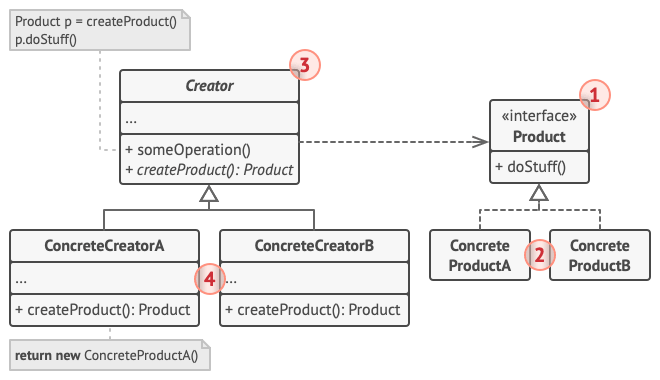 Product p = createProduct()
p.doStuff()
3
Creator
...
+ someOperation()
+ createProduct(): Product
1
«interface»
Product
+ doStuff()
ConcreteCreatorA
...
+ createProduct(): Product
4
ConcreteCreatorB
...
+ createProduct(): Product
Concrete
ProductA
2
Concrete
ProductB
return new ConcreteProductA()